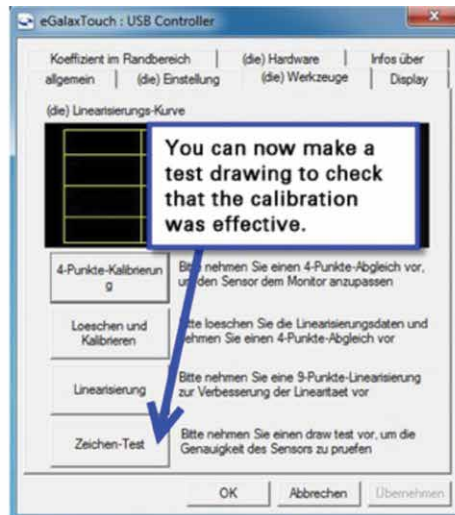 eGalaxTouch : USB Controller
Koeffizient im Randbereich
(die) Hardware
Infos über
allgemein
(die) Einstellung
(die) Werkzeuge
Display
(die) Linearisierungs-Kurve
You can now make a
test drawing to check
that the calibration
was effective.
4-Punkte-Kalibrierun
g
Bitte nehmen Sie einen 4-Punkte-Abgleich vor,
um den Sensor dem Monitor anzupassen
Loeschen und
Kalibrieren
Bitte loeschen Sie die Linearisierungsdaten und
nehmen Sie einen 4-Punkte-Abgleich vor
Linearisierung
Bitte nehmen Sie eine 9-Punkte-Linearisierung
zur Verbesserung der Lineartaet vor
Zeichen-Test
Bitte nehmen Sie einen draw test vor, um die
Genauigkeit des Sensors zu pruefen
OK
Abbrechen
Übernehmen